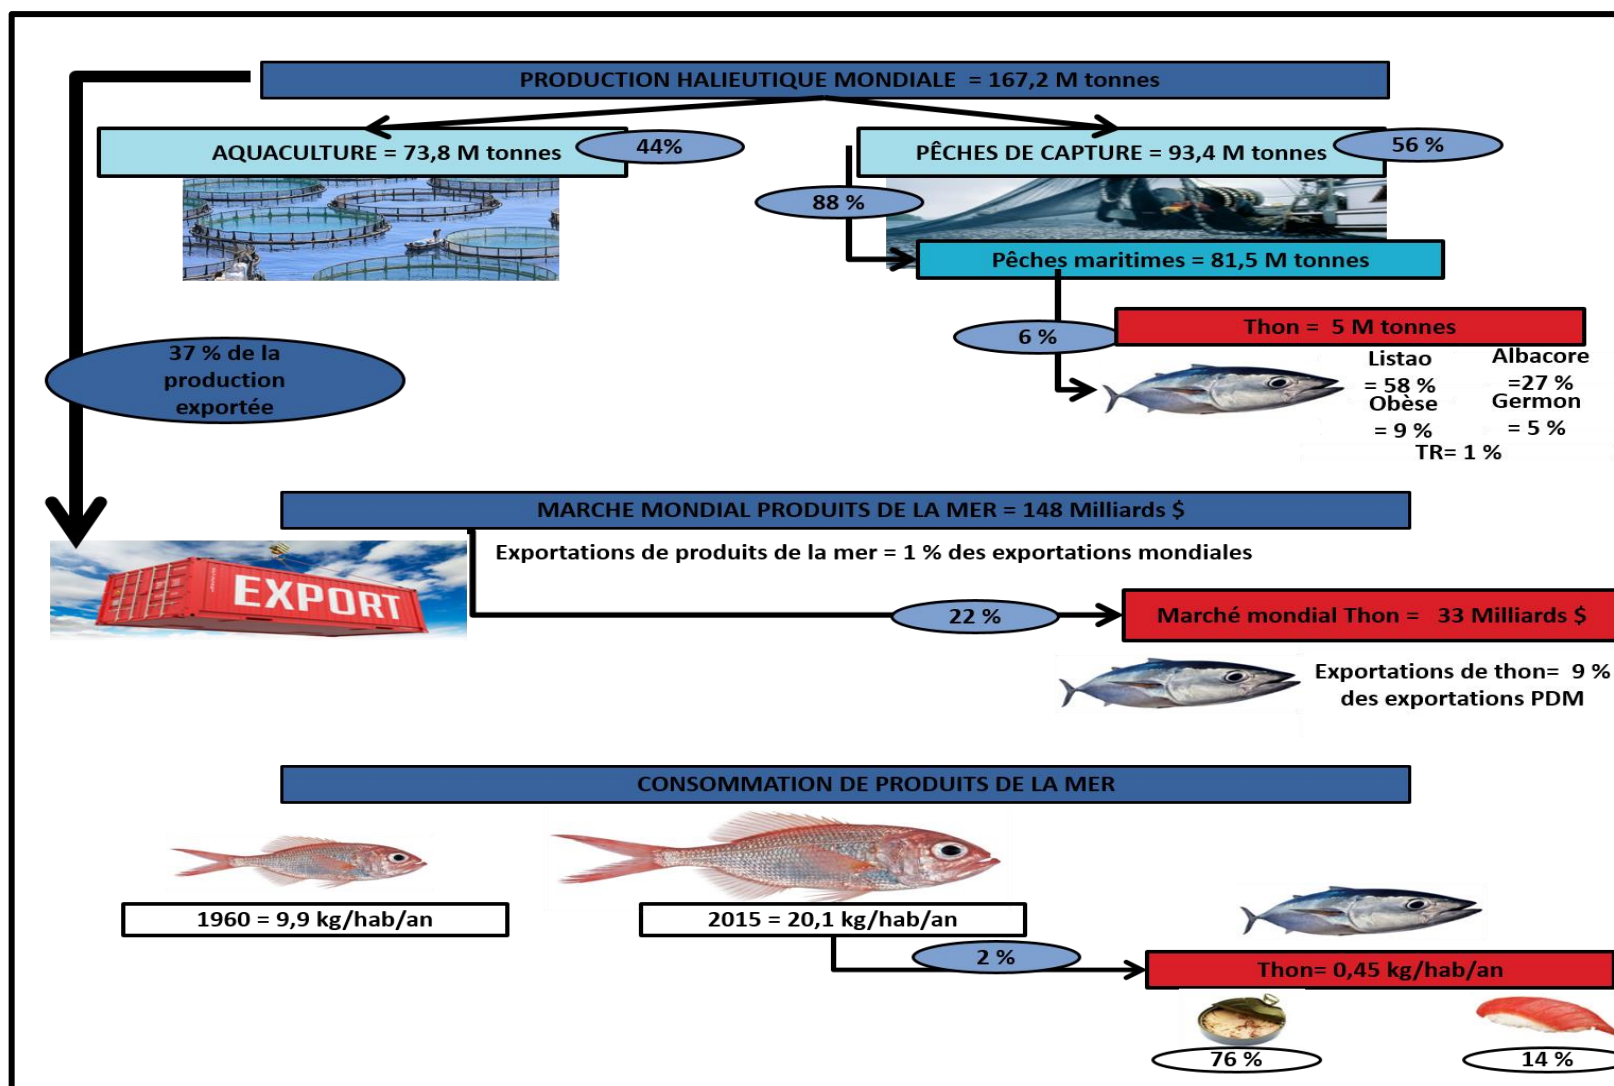 PRODUCTION HALIEUTIQUE MONDIALE = 167,2 M tonnes
AQUACULTURE = 73,8 M tonnes
44%
PÊCHES DE CAPTURE = 93,4 M tonnes
56 %
88 %
Pêches maritimes = 81,5 M tonnes
6 %
Thon = 5 M tonnes
Listao
= 58 %
Albacore
=27 %
Obèse
= 9 %
Germon
= 5 %
TR= 1 %
37 % de la
production
exportée
MARCHE MONDIAL PRODUITS DE LA MER = 148 Milliards $
Exportations de produits de la mer = 1 % des exportations mondiales
EXPORT
22 %
Marché mondial Thon = 33 Milliards $
Exportations de thon= 9 %
des exportations PDM
CONSOMMATION DE PRODUITS DE LA MER
1960 = 9,9 kg/hab/an
2015 = 20,1 kg/hab/an
2 %
Thon= 0,45 kg/hab/an
76 %
14 %